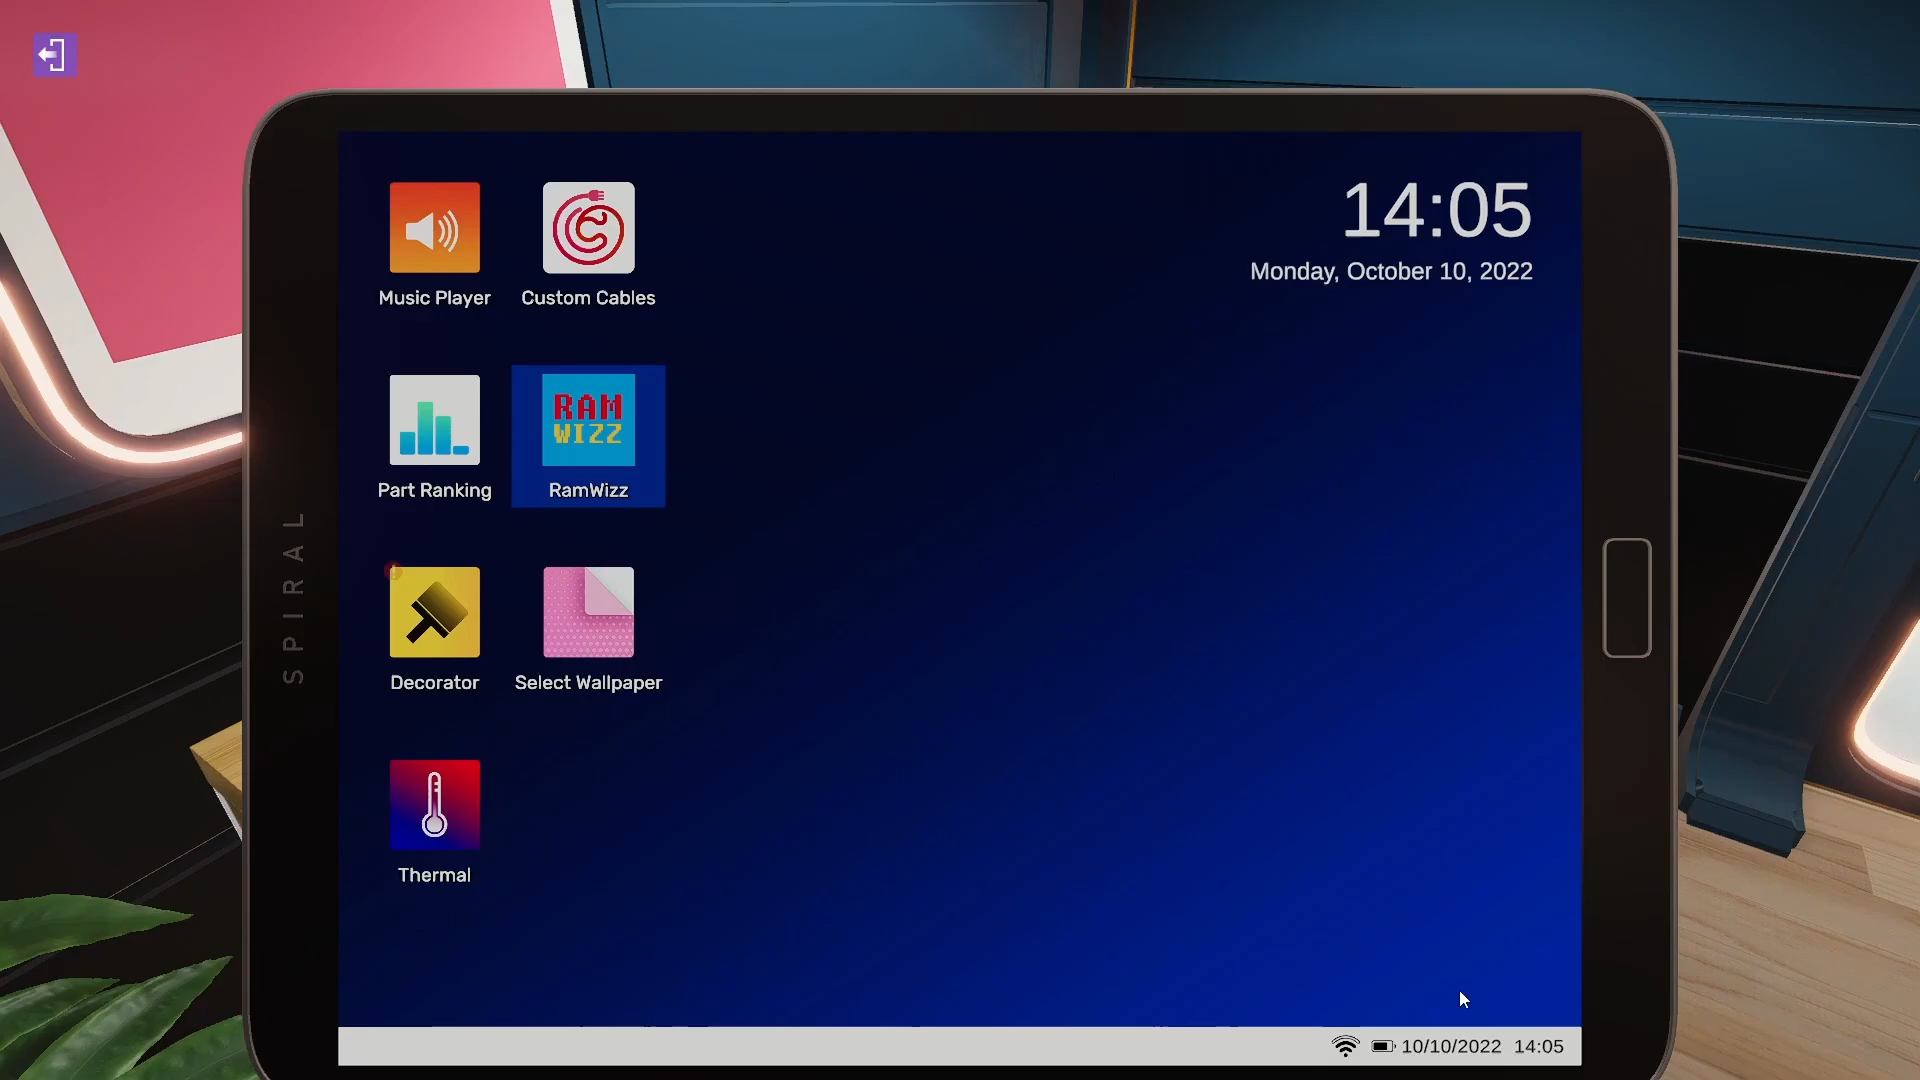 14:05
Monday, October 10, 2022
Music Player
Custom Cables
RAM
WIZZ
Part Ranking
RamWizz
Decorator
Select Wallpaper
Thermal
SPIRAL
10/10/2022 14:05